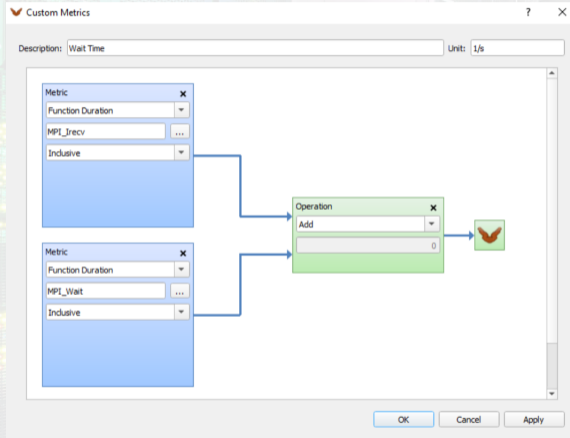 Custom Metrics
?
Description: Wait Time
Unit: 1/s
Metric
Function Duration
MPI_Irecv
...
Inclusive
Operation
Add
0
Metric
Function Duration
MPI_Wait
...
Inclusive
OK
Cancel
Apply